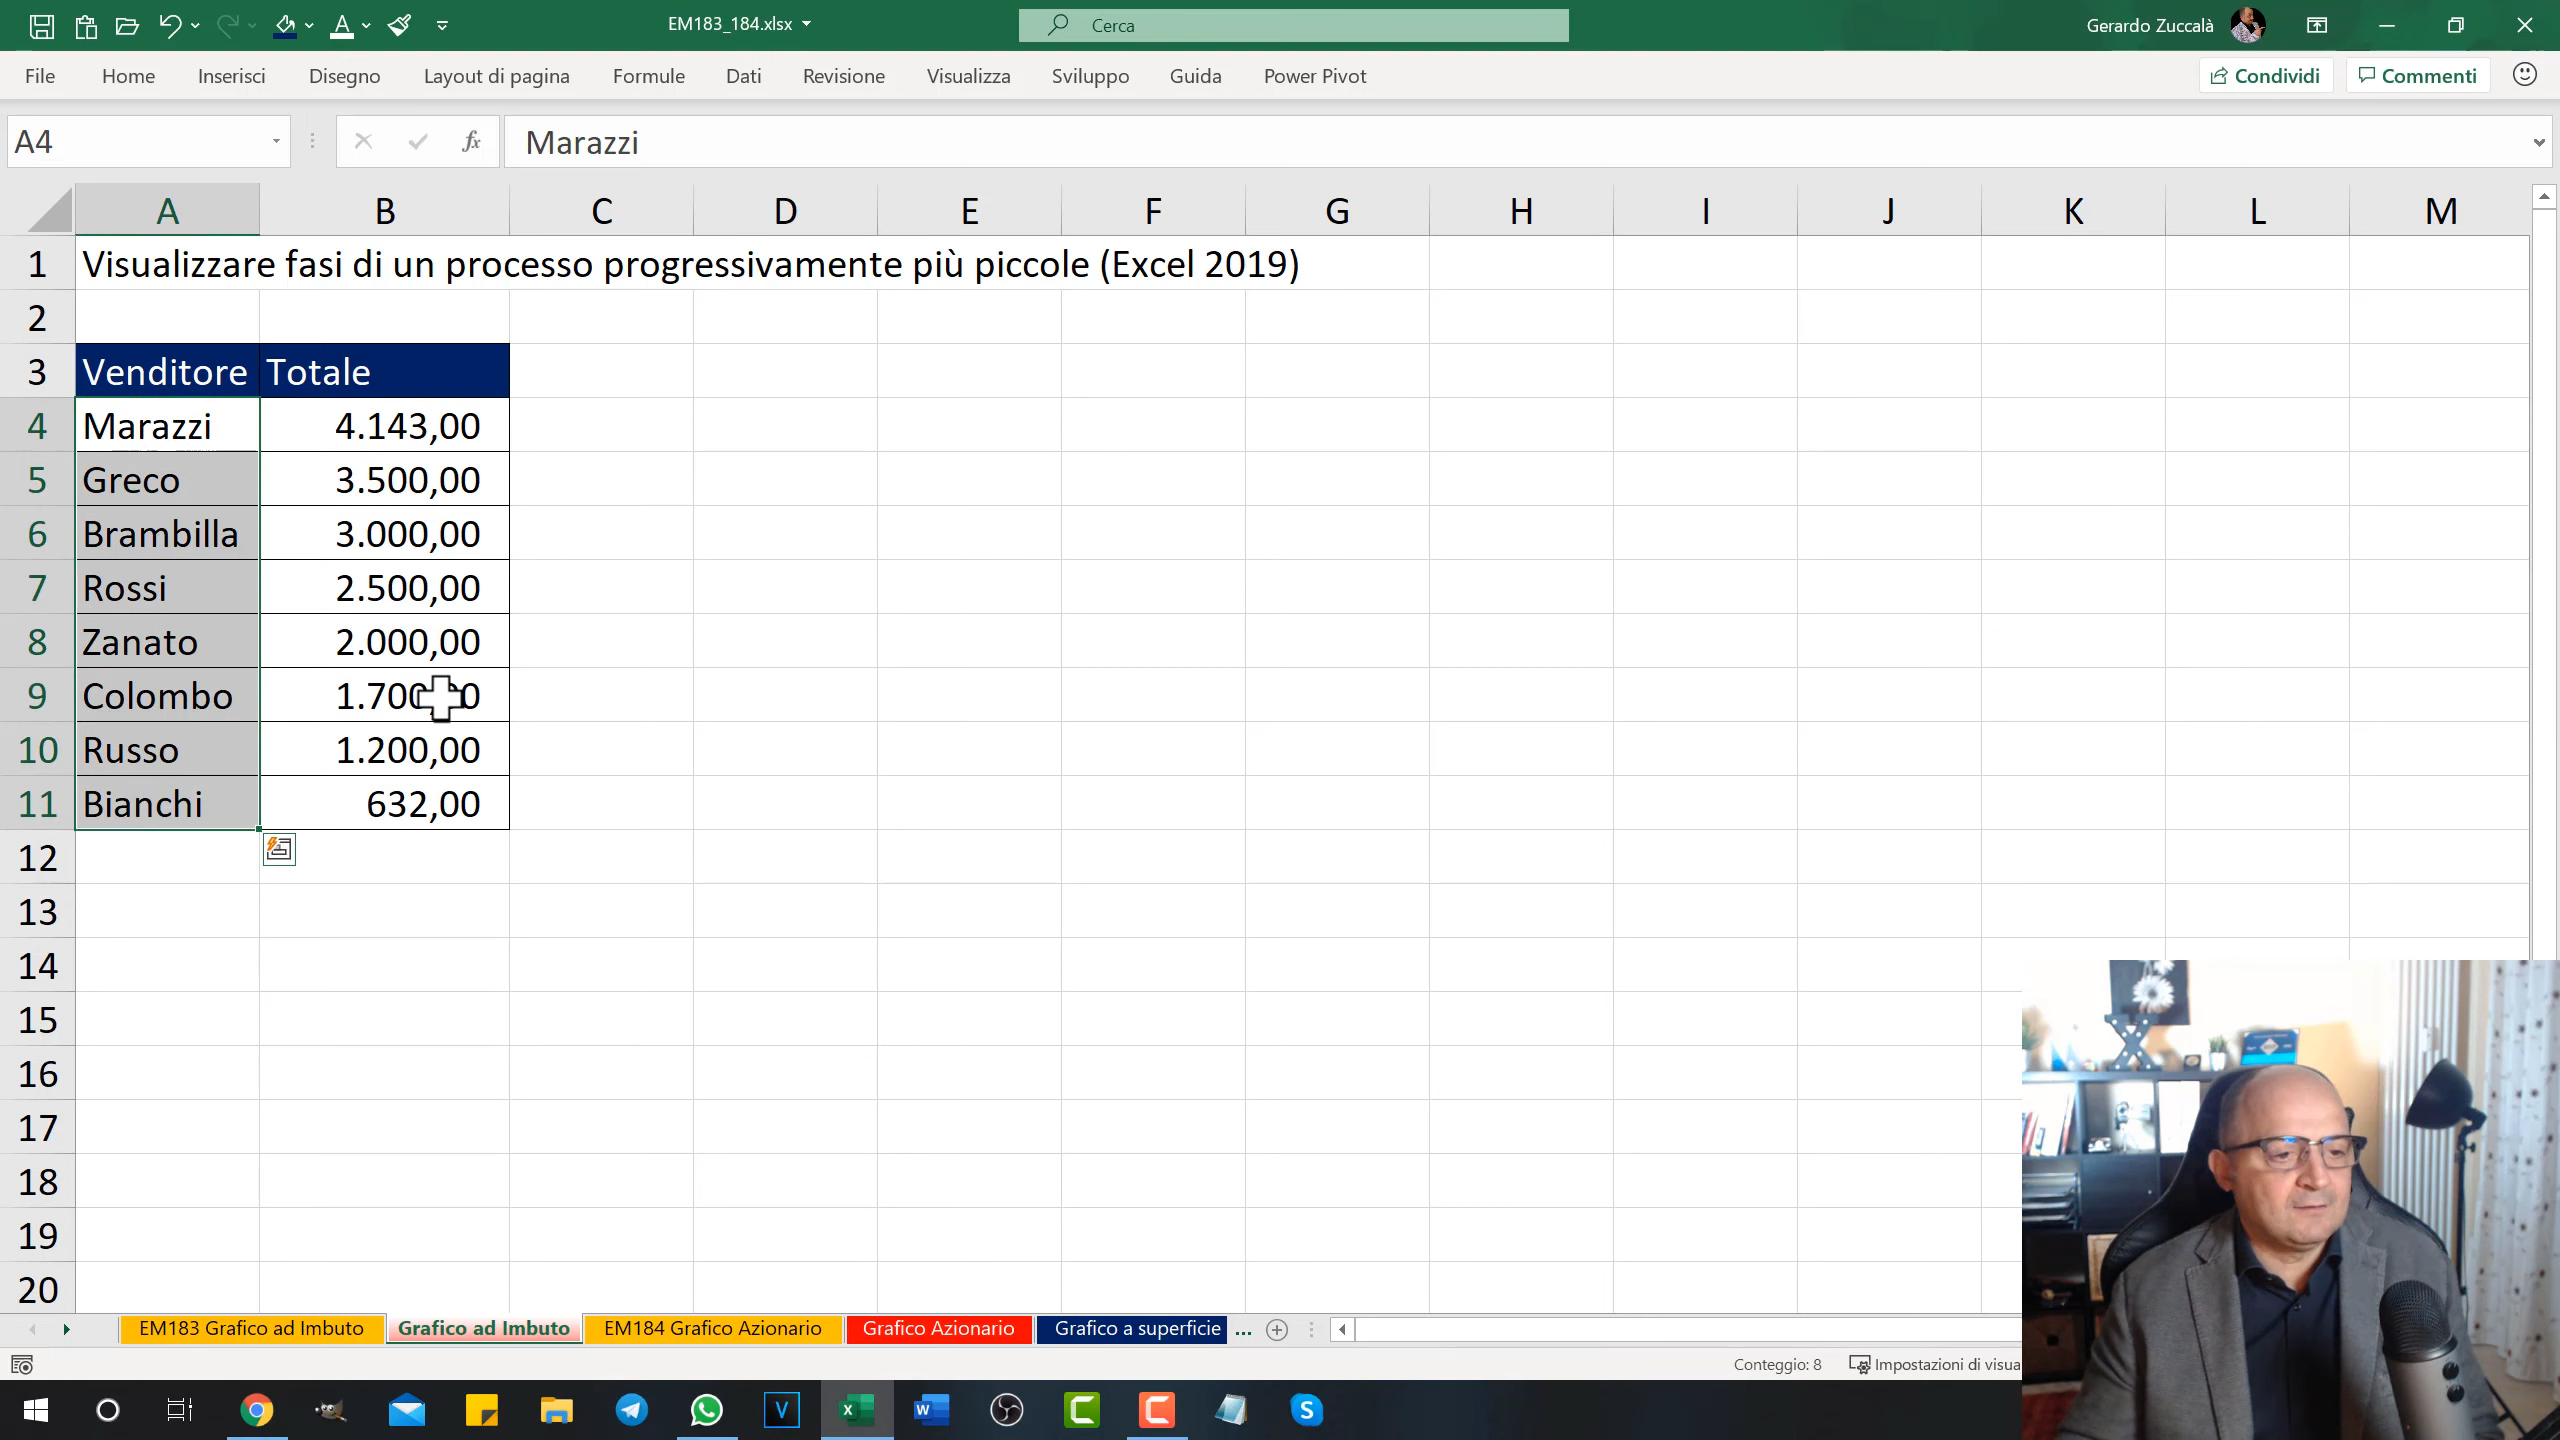 EM183_184.xlsx
Cerca
Gerardo Zuccalà
File Home Inserisci Disegno Layout di pagina Formule Dati Revisione Visualizza Sviluppo Guida Power Pivot
Condividi Commenti
A4 fx Marazzi
A B C D E F G H I J K L M
1 Visualizzare fasi di un processo progressivamente più piccole (Excel 2019)
2
3 Venditore Totale
4 Marazzi 4.143,00
5 Greco 3.500,00
6 Brambilla 3.000,00
7 Rossi 2.500,00
8 Zanato 2.000,00
9 Colombo
10 Russo 1.200,00
11 Bianchi 632,00
12
13
14
15
16
17
18
19
20
EM183 Grafico ad Imbuto Grafico ad Imbuto EM184 Grafico Azionario Grafico Azionario Grafico a superficie ...
Conteggio: 8 Impostazioni di visua